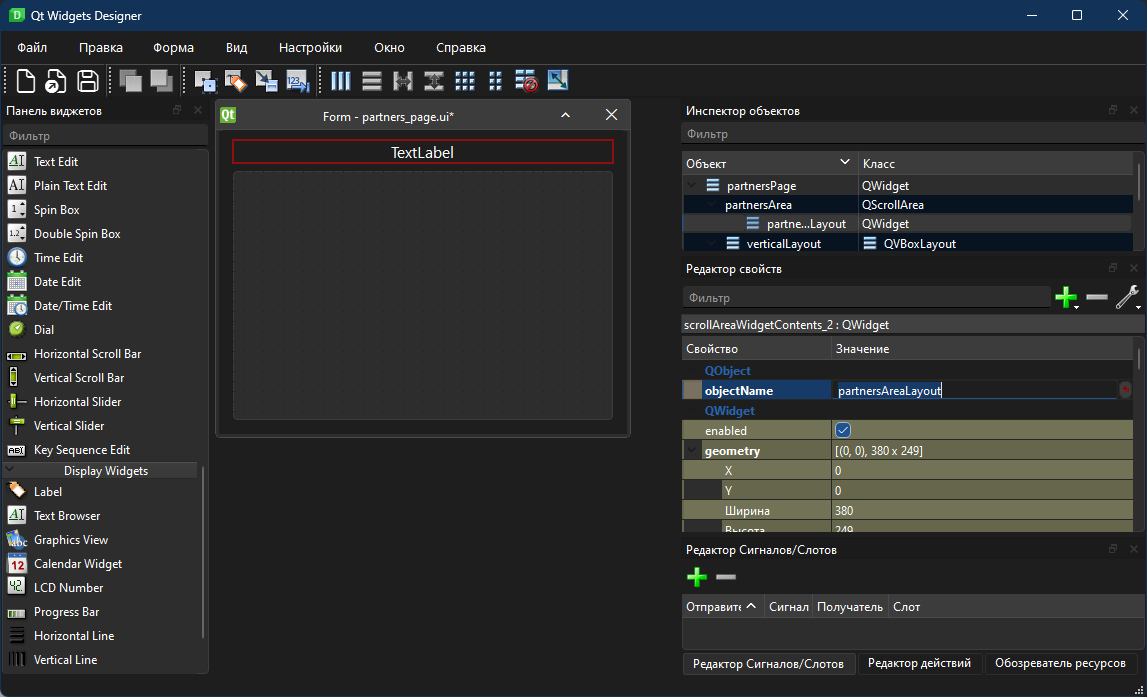 Qt Widgets Designer
Файл Правка Форма Вид Настройки Окно Справка
Панель виджетов
Фильтр
Text Edit
Plain Text Edit
Spin Box
Double Spin Box
Time Edit
Date Edit
Date/Time Edit
Dial
Horizontal Scroll Bar
Vertical Scroll Bar
Horizontal Slider
Vertical Slider
Key Sequence Edit
Display Widgets
Label
Text Browser
Graphics View
Calendar Widget
LCD Number
Progress Bar
Horizontal Line
Vertical Line
Form - partners_page.ui*
TextLabel
Инспектор объектов
Фильтр
Объект Класс
partnersPage QWidget
partnersArea QScrollArea
partne...Layout QWidget
verticalLayout QVBoxLayout
Редактор свойств
Фильтр
scrollAreaWidgetContents_2 : QWidget
Свойство Значение
QObject
objectName partnersAreaLayout
QWidget
enabled
geometry [(0, 0), 380 x 249]
X 0
Y 0
Ширина 380
Высота 249
Редактор Сигналов/Слотов
Отправите Сигнал Получатель Слот
Редактор Сигналов/Слотов Редактор действий Обозреватель ресурсов